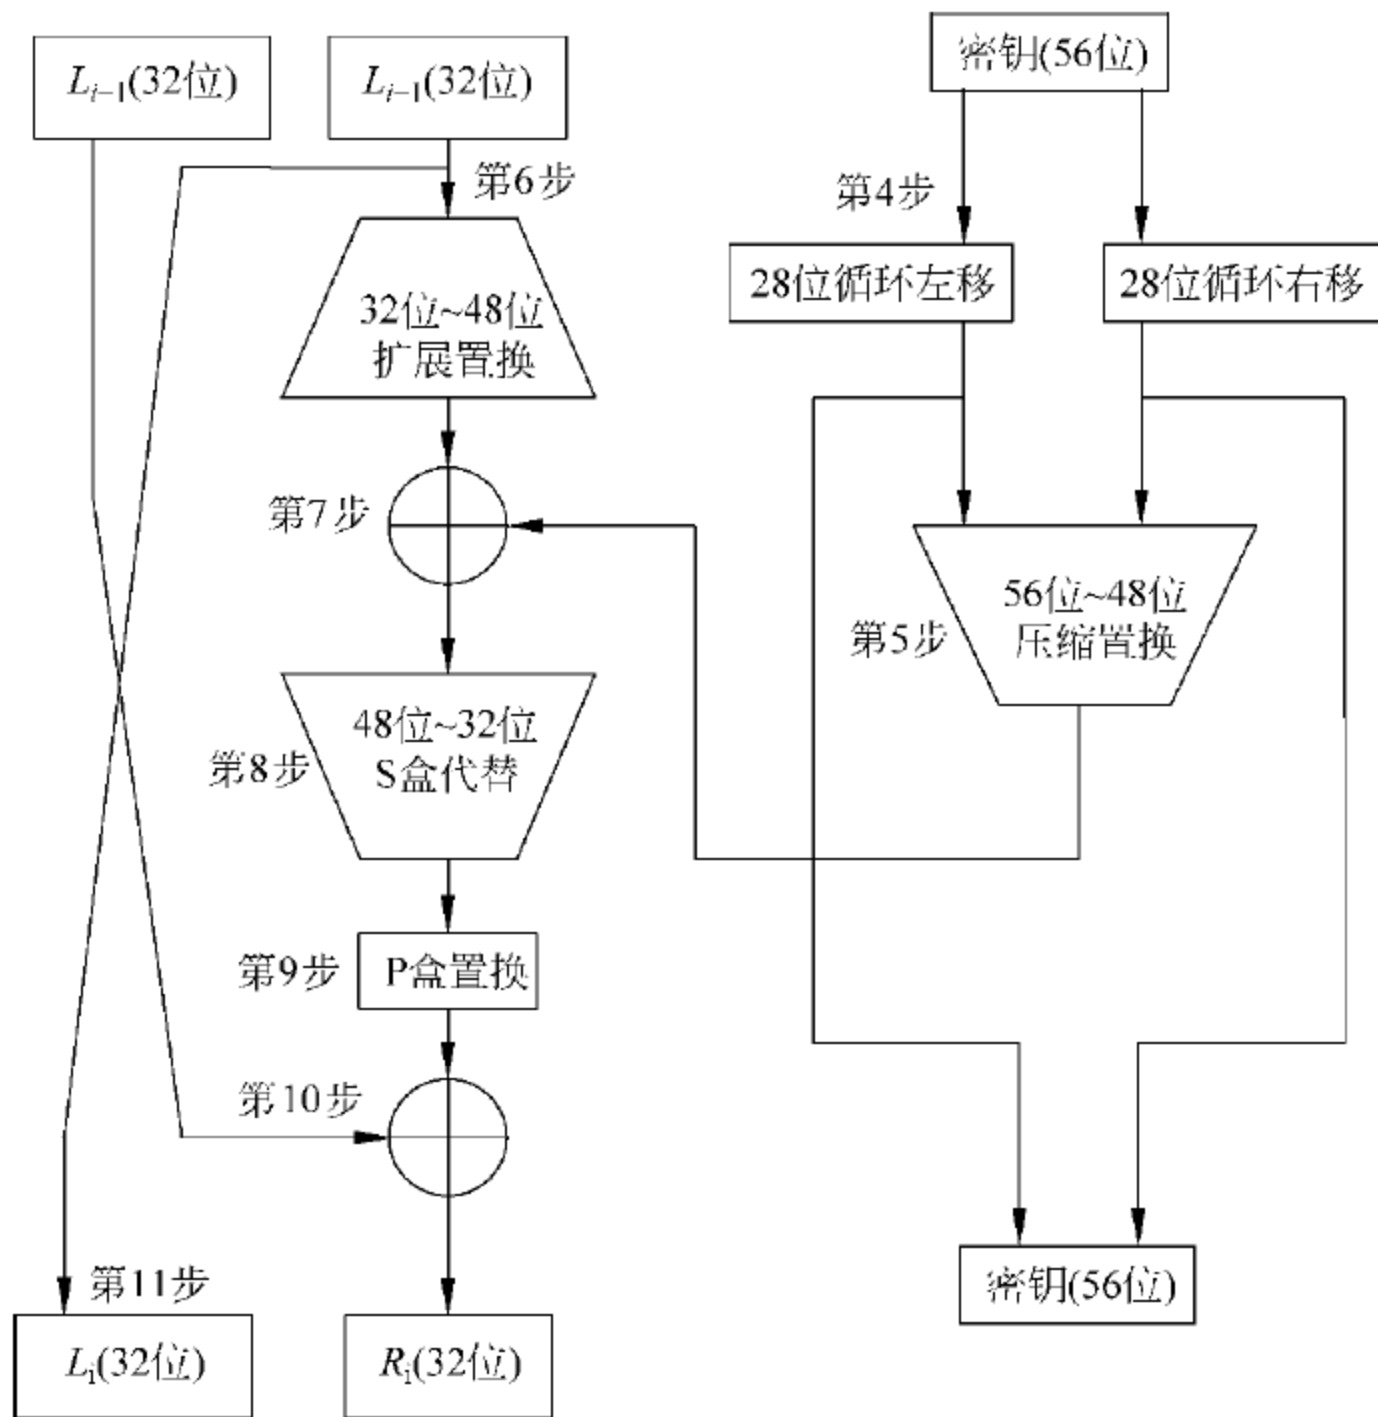 L_{i-1}(32位)
L_{i-1}(32位)
密钥(56位)
第6步
第4步
28位循环左移
28位循环右移
32位~48位
扩展置换
第7步
56位~48位
压缩置换
第5步
48位~32位
S盒代替
第8步
第9步
P盒置换
第10步
第11步
密钥(56位)
L_i(32位)
R_i(32位)